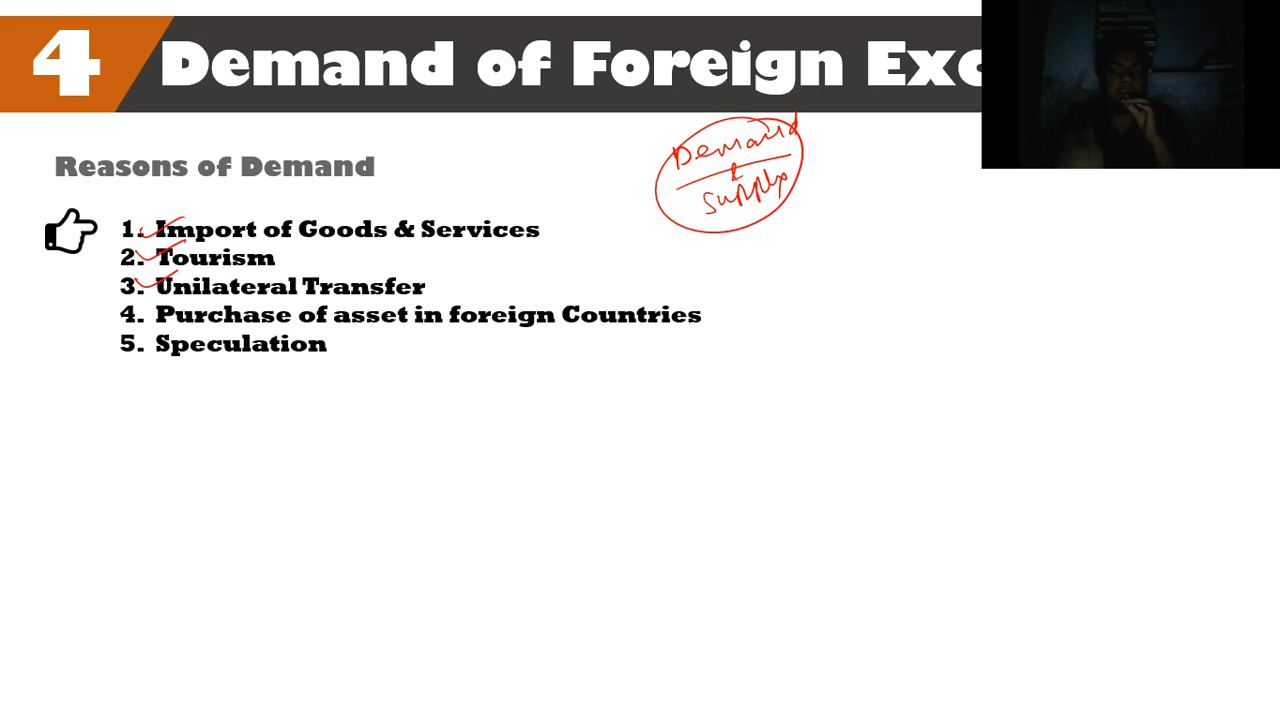 4 Demand of Foreign Exc
Demand
&
Supply
Reasons of Demand
1. Import of Goods & Services
2. Tourism
3. Unilateral Transfer
4. Purchase of asset in foreign Countries
5. Speculation